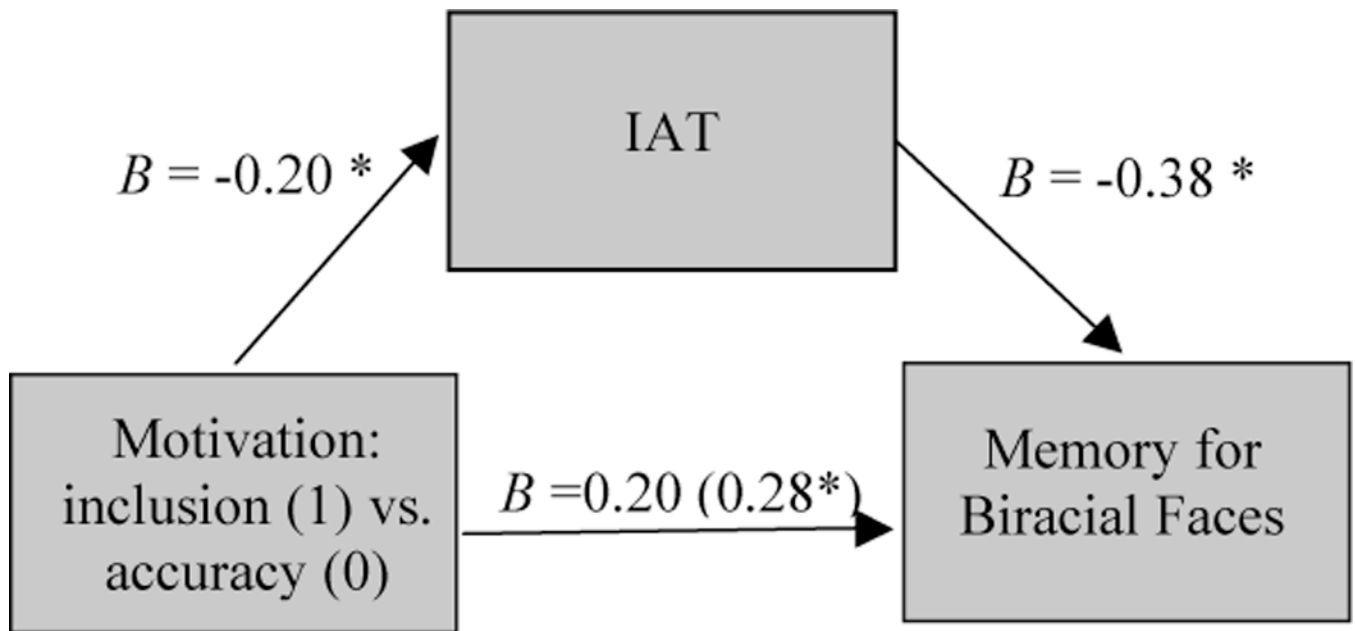 IAT
B = -0.20 *
B = -0.38 *
Motivation:
inclusion (1) vs.
accuracy (0)
B =0.20 (0.28*)
Memory for
Biracial Faces